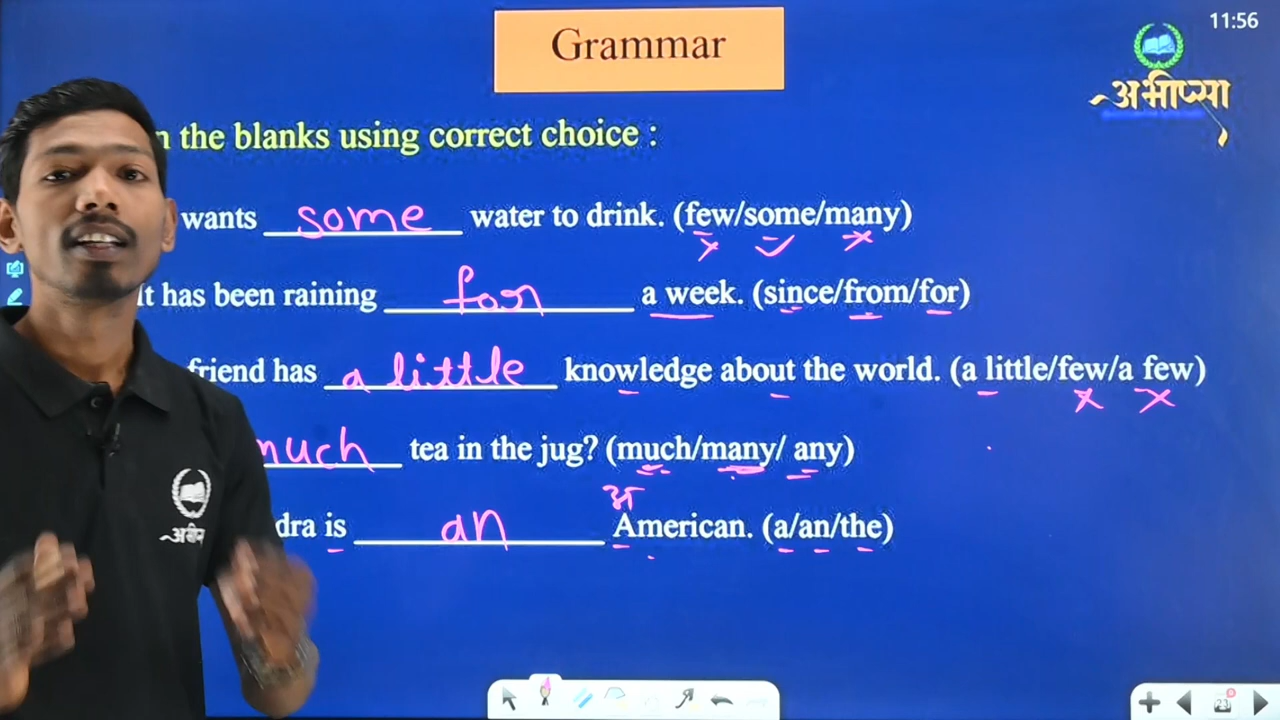 Grammar
11:56
अभीप्सा
n the blanks using correct choice :
wants some water to drink. (few/some/many)
It has been raining for a week. (since/from/for)
friend has a little knowledge about the world. (a little/few/a few)
much tea in the jug? (much/many/ any)
अ
dra is an American. (a/an/the)
23